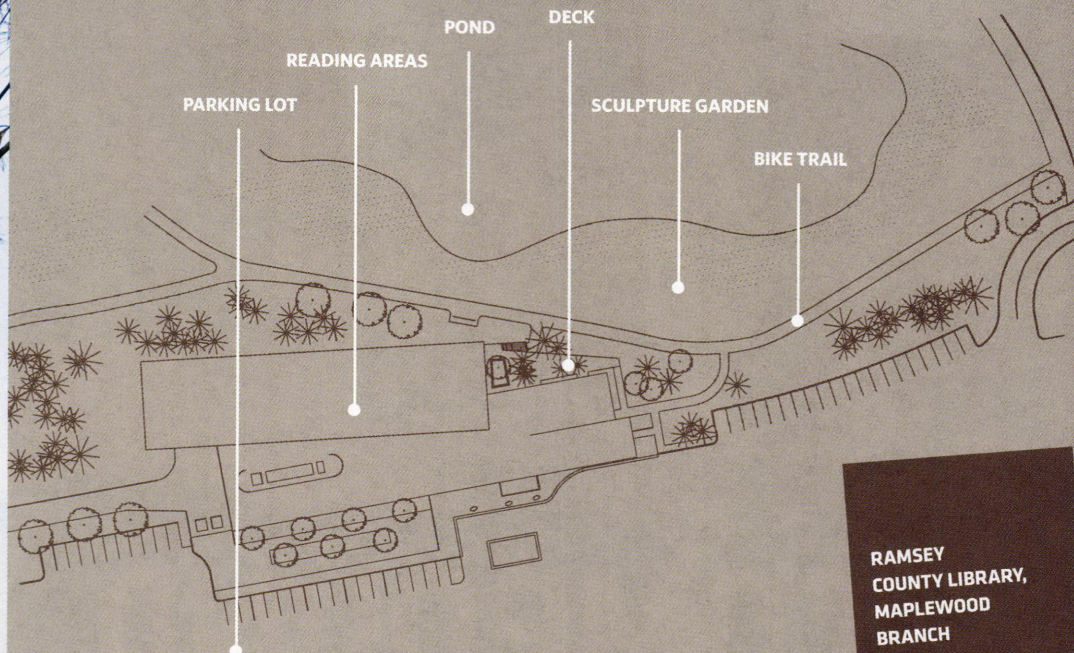 DECK
POND
READING AREAS
PARKING LOT
SCULPTURE GARDEN
BIKE TRAIL
RAMSEY
COUNTY LIBRARY,
MAPLEWOOD
BRANCH